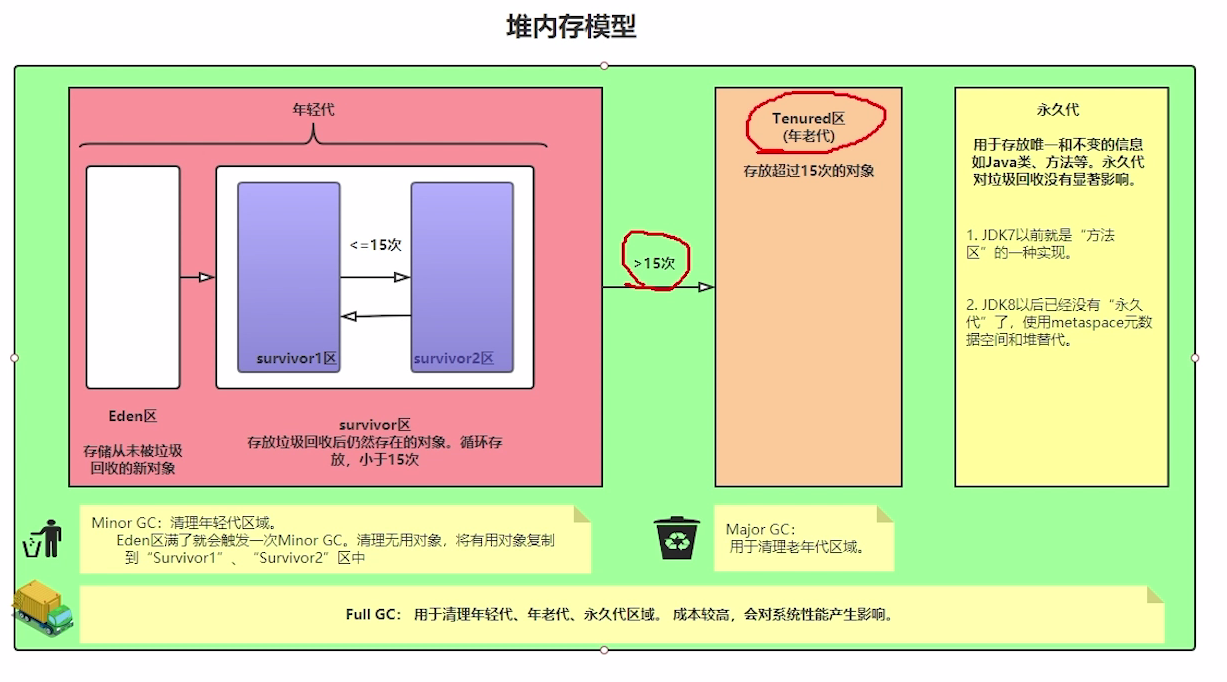 堆内存模型
年轻代
<=15次
survivor1区
survivor2区
Eden区
存储从未被垃圾
回收的新对象
survivor区
存放垃圾回收后仍然存在的对象。循环存
放，小于15次
>15次
Tenured区
(年老代)
存放超过15次的对象
永久代
用于存放唯一和不变的信息
如Java类、方法等。永久代
对垃圾回收没有显著影响。
1. JDK7以前就是“方法
区”的一种实现。
2. JDK8以后已经没有“永久
代”了，使用metaspace元数
据空间和堆替代。
Minor GC：清理年轻代区域。
Eden区满了就会触发一次Minor GC。清理无用对象，将有用对象复制
到“Survivor1”、“Survivor2”区中
Major GC：
用于清理老年代区域。
Full GC： 用于清理年轻代、年老代、永久代区域。 成本较高，会对系统性能产生影响。